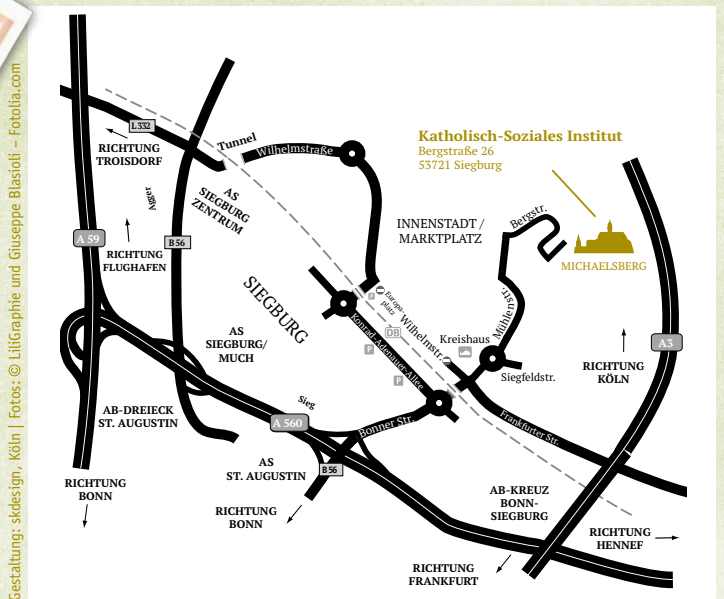 Gestaltung: skdesign, Köln | Fotos: © LiliGraphie und Giuseppe Blasioli – Fotolia.com
L 332
RICHTUNG
TROISDORF
Tunnel
Wilhelmstraße
Katholisch-Soziales Institut
Bergstraße 26
53721 Siegburg
Agger
AS
SIEGBURG
ZENTRUM
INNENSTADT /
MARKTPLATZ
Bergstr.
MICHAELSBERG
A 59
B 56
RICHTUNG
FLUGHAFEN
SIEGBURG
P
Europa-
platz
Mühlenstr.
AS
SIEGBURG/
MUCH
Konrad-Adenauer-Allee
DB
Wilhelmstr.
Kreishaus
P
P
Siegfeldstr.
A3
RICHTUNG
KÖLN
AB-DREIECK
ST. AUGUSTIN
Sieg
A 560
Bonner Str.
Frankfurter Str.
AS
ST. AUGUSTIN
B 56
RICHTUNG
BONN
RICHTUNG
BONN
AB-KREUZ
BONN-
SIEGBURG
RICHTUNG
HENNEF
RICHTUNG
FRANKFURT